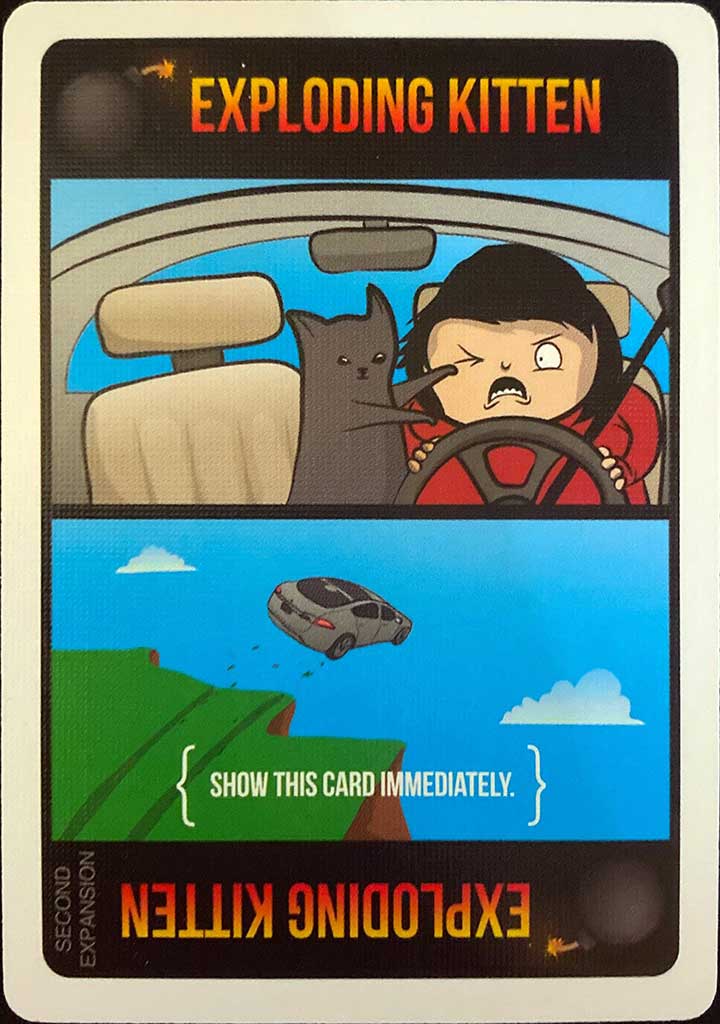 EXPLODING KITTEN
{ SHOW THIS CARD IMMEDIATELY. }
SECOND
EXPANSION
EXPLODING KITTEN